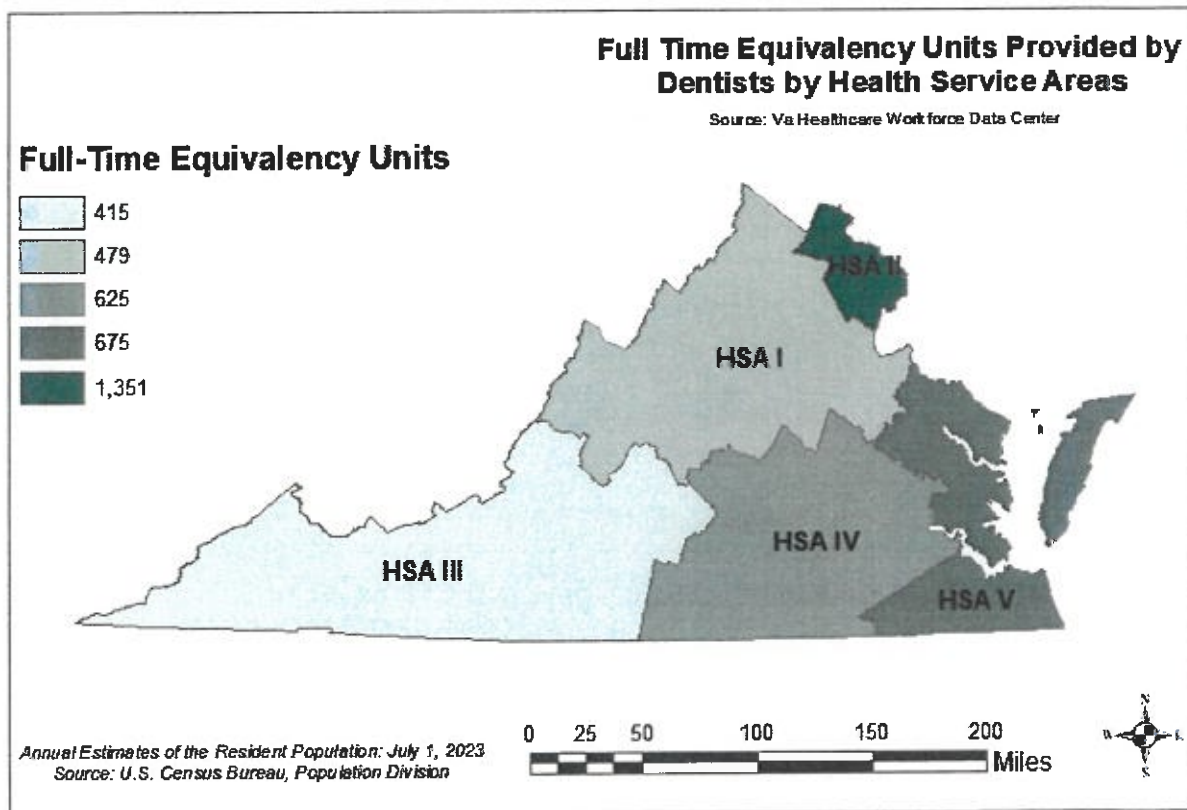 Full Time Equivalency Units Provided by
Dentists by Health Service Areas
Source: Va Healthcare Workforce Data Center
Full-Time Equivalency Units
415
479
625
675
1,351
HSA II
HSA I
HSA IV
HSA III
HSA V
0 25 50 100 150 200
Miles
Annual Estimates of the Resident Population: July 1, 2023
Source: U.S. Census Bureau, Population Division
N
W E
S